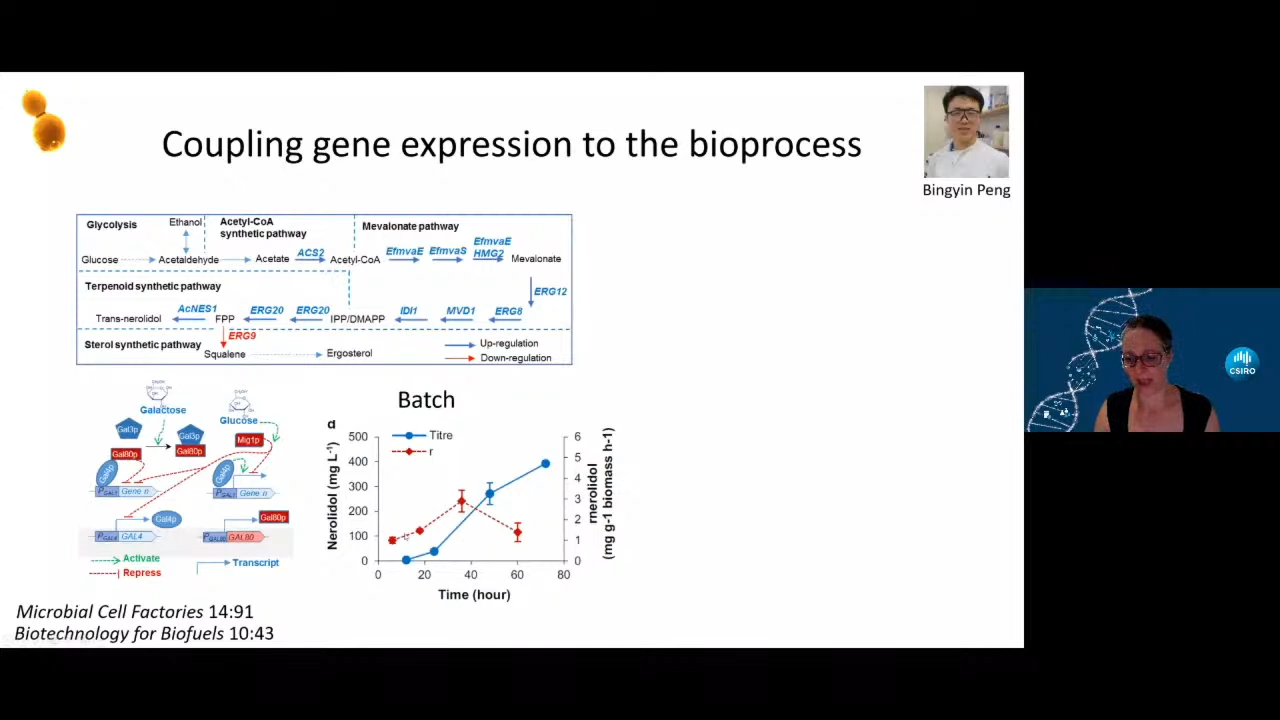 Coupling gene expression to the bioprocess
Bingyin Peng
Glycolysis
Ethanol
Acetyl-CoA
synthetic pathway
Mevalonate pathway
Glucose
Acetaldehyde
Acetate
ACS2
Acetyl-CoA
EfmvaE
EfmvaS
EfmvaE
HMG2
Mevalonate
ERG12
Terpenoid synthetic pathway
Trans-nerolidol
AcNES1
FPP
ERG20
ERG20
IPP/DMAPP
IDI1
MVD1
ERG8
ERG9
Sterol synthetic pathway
Squalene
Ergosterol
Up-regulation
Down-regulation
Galactose
Glucose
Gal3p
Gal3p
Gal80p
Gal80p
Mig1p
Gal4p
Gal4p
Gene n
Gene n
Gal4p
Gal80p
PGAL4 GAL4
PGAL80 GAL80
Activate
Repress
Transcript
Batch
d
Titre
r
Nerolidol (mg L-1)
500
400
300
200
100
0
6
5
4
3
2
1
0
rnerolidol
(mg g-1 biomass h-1)
0 20 40 60 80
Time (hour)
Microbial Cell Factories 14:91
Biotechnology for Biofuels 10:43
CSIRO